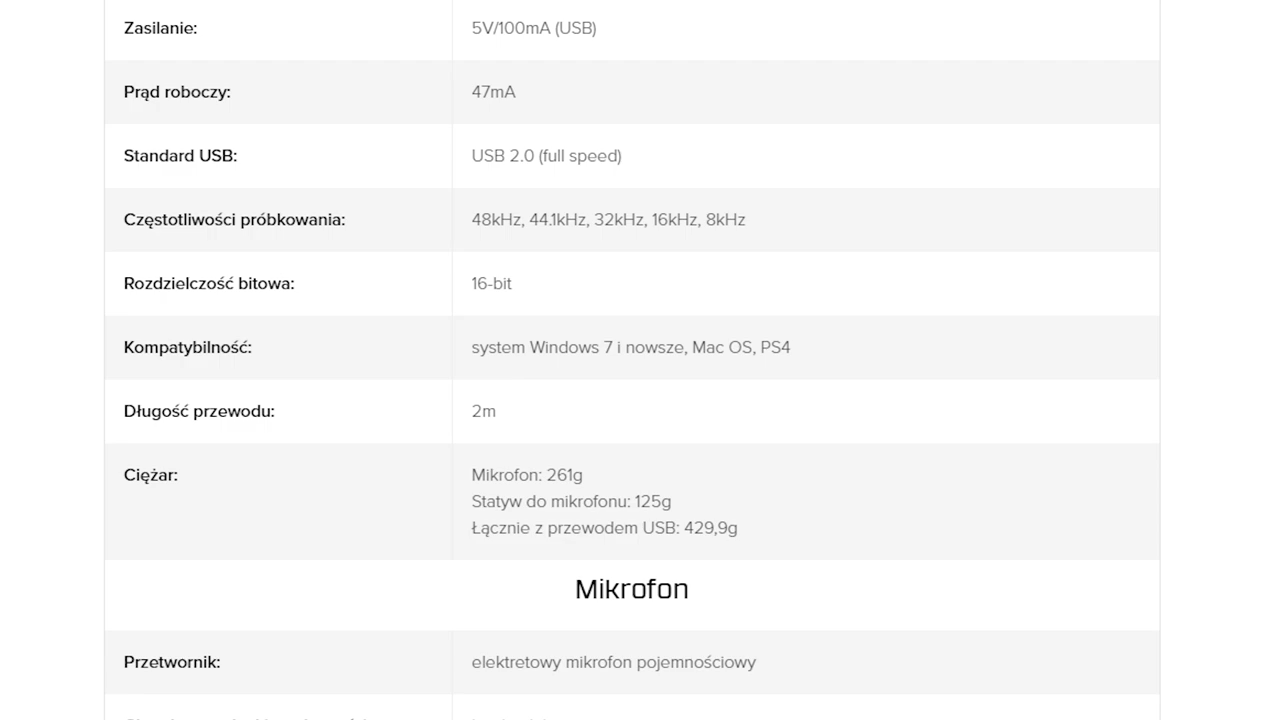 Zasilanie: 5V/100mA (USB)
Prąd roboczy: 47mA
Standard USB: USB 2.0 (full speed)
Częstotliwości próbkowania: 48kHz, 44.1kHz, 32kHz, 16kHz, 8kHz
Rozdzielczość bitowa: 16-bit
Kompatybilność: system Windows 7 i nowsze, Mac OS, PS4
Długość przewodu: 2m
Ciężar: Mikrofon: 261g
Statyw do mikrofonu: 125g
Łącznie z przewodem USB: 429,9g
Mikrofon
Przetwornik: elektretowy mikrofon pojemnościowy